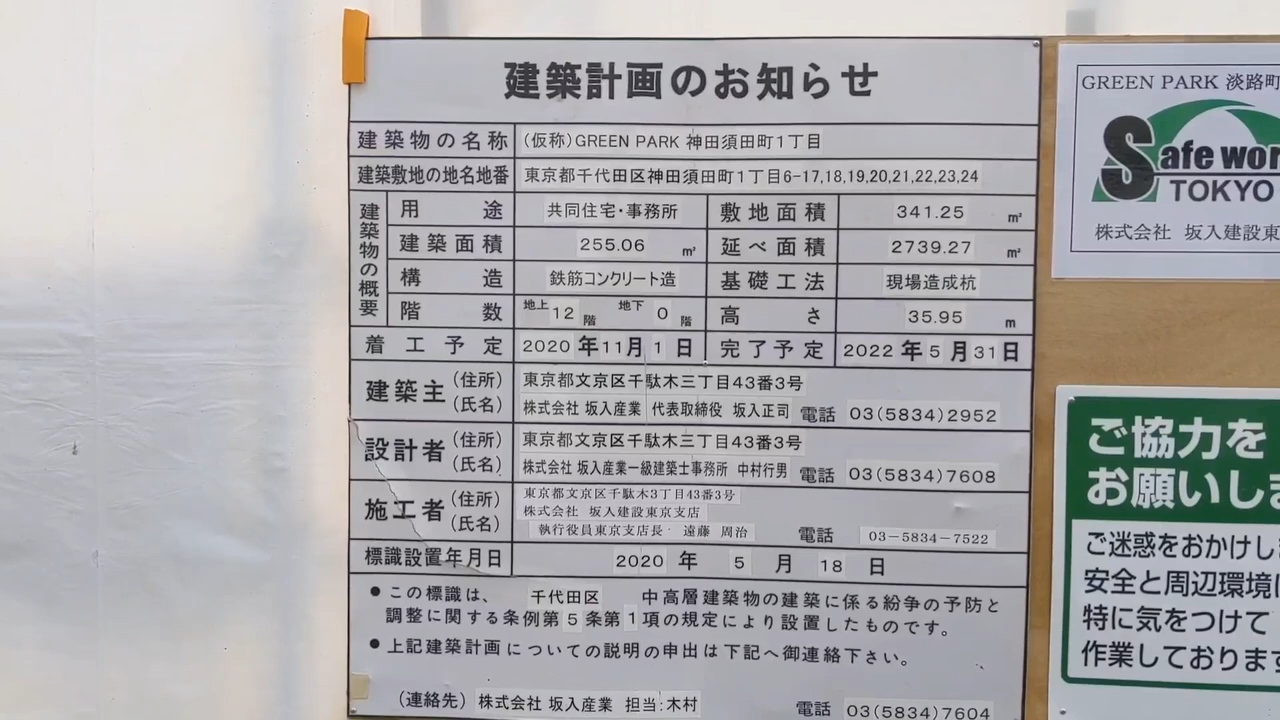 建築計画のお知らせ
建築物の名称 (仮称)GREEN PARK 神田須田町1丁目
建築敷地の地名地番 東京都千代田区神田須田町1丁目6-17,18,19,20,21,22,23,24
建築物の概要
用途 共同住宅・事務所 敷地面積 341.25 ㎡
建築面積 255.06 ㎡ 延べ面積 2739.27 ㎡
構造 鉄筋コンクリート造 基礎工法 現場造成杭
階数 地上 12 階 地下 0 階 高さ 35.95 m
着工予定 2020 年 11 月 1 日 完了予定 2022 年 5 月 31 日
建築主 (住所) 東京都文京区千駄木三丁目43番3号
(氏名) 株式会社 坂入産業 代表取締役 坂入正司 電話 03(5834)2952
設計者 (住所) 東京都文京区千駄木三丁目43番3号
(氏名) 株式会社 坂入産業一級建築士事務所 中村行男 電話 03(5834)7608
施工者 (住所) 東京都文京区千駄木3丁目43番3号
株式会社 坂入建設東京支店
(氏名) 執行役員東京支店長 遠藤 周治 電話 03-5834-7522
標識設置年月日 2020 年 5 月 18 日
●この標識は、 千代田区 中高層建築物の建築に係る紛争の予防と
調整に関する条例第 5 条第 1 項の規定により設置したものです。
●上記建築計画についての説明の申出は下記へ御連絡下さい。
(連絡先) 株式会社 坂入産業 担当:木村 電話 03(5834)7604
GREEN PARK 淡路町
Safe wor
TOKYO
株式会社 坂入建設東
ご協力を
お願いしま
ご迷惑をおかけしま
安全と周辺環境に
特に気をつけて
作業しております